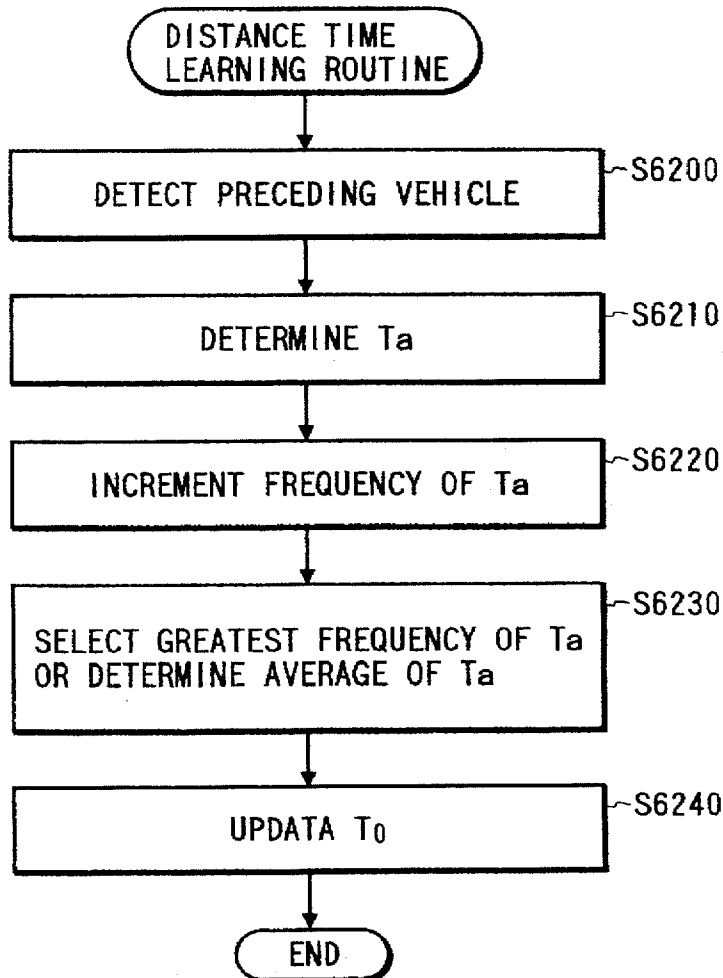 DISTANCE TIME
LEARNING ROUTINE
S6200
DETECT PRECEDING VEHICLE
S6210
DETERMINE Ta
S6220
INCREMENT FREQUENCY OF Ta
S6230
SELECT GREATEST FREQUENCY OF Ta
OR DETERMINE AVERAGE OF Ta
S6240
UPDATA T0
END